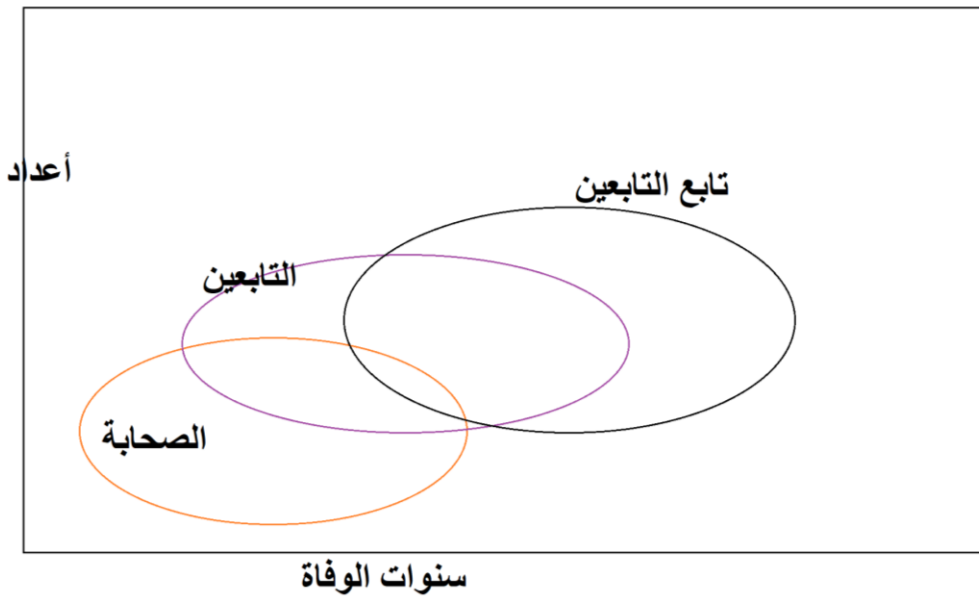 أعداد
تابع التابعين
التابعين
الصحابة
سنوات الوفاة